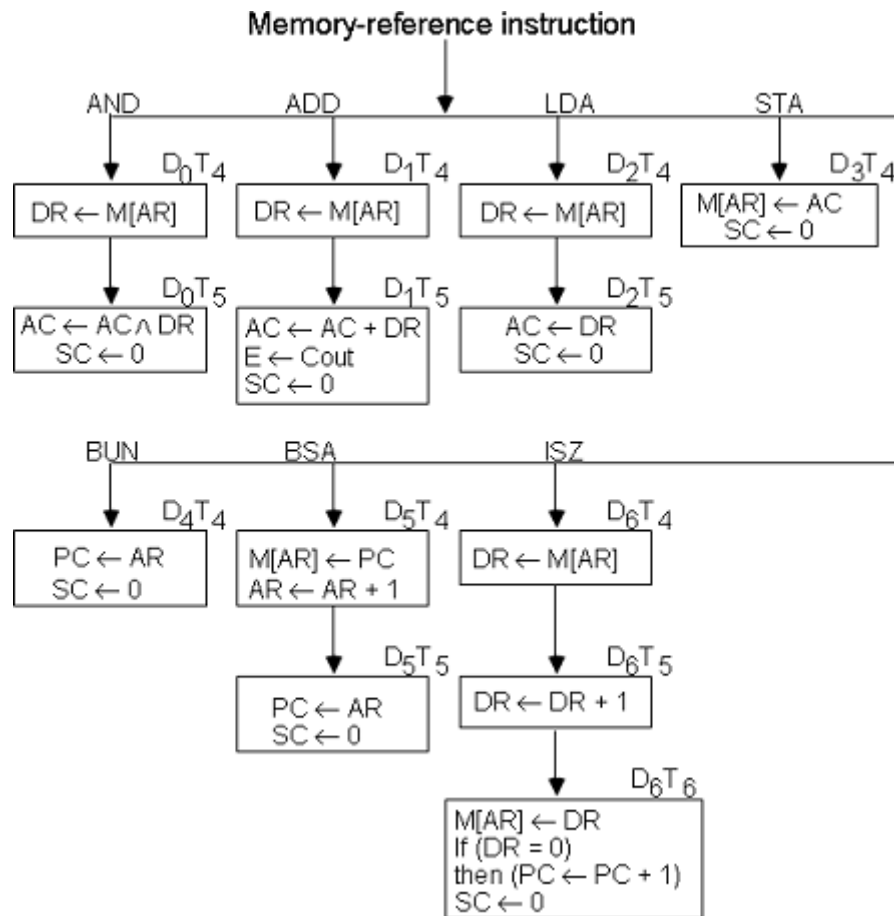 Memory-reference instruction
AND ADD LDA STA
D₀T₄ D₁T₄ D₂T₄ D₃T₄
DR ← M[AR] DR ← M[AR] DR ← M[AR] M[AR] ← AC
SC ← 0
D₀T₅ D₁T₅ D₂T₅
AC ← AC ∧ DR
SC ← 0
AC ← AC + DR
E ← Cout
SC ← 0
AC ← DR
SC ← 0
BUN BSA ISZ
D₄T₄ D₅T₄ D₆T₄
PC ← AR
SC ← 0
M[AR] ← PC
AR ← AR + 1
DR ← M[AR]
D₅T₅ D₆T₅
PC ← AR
SC ← 0
DR ← DR + 1
D₆T₆
M[AR] ← DR
If (DR = 0)
then (PC ← PC + 1)
SC ← 0